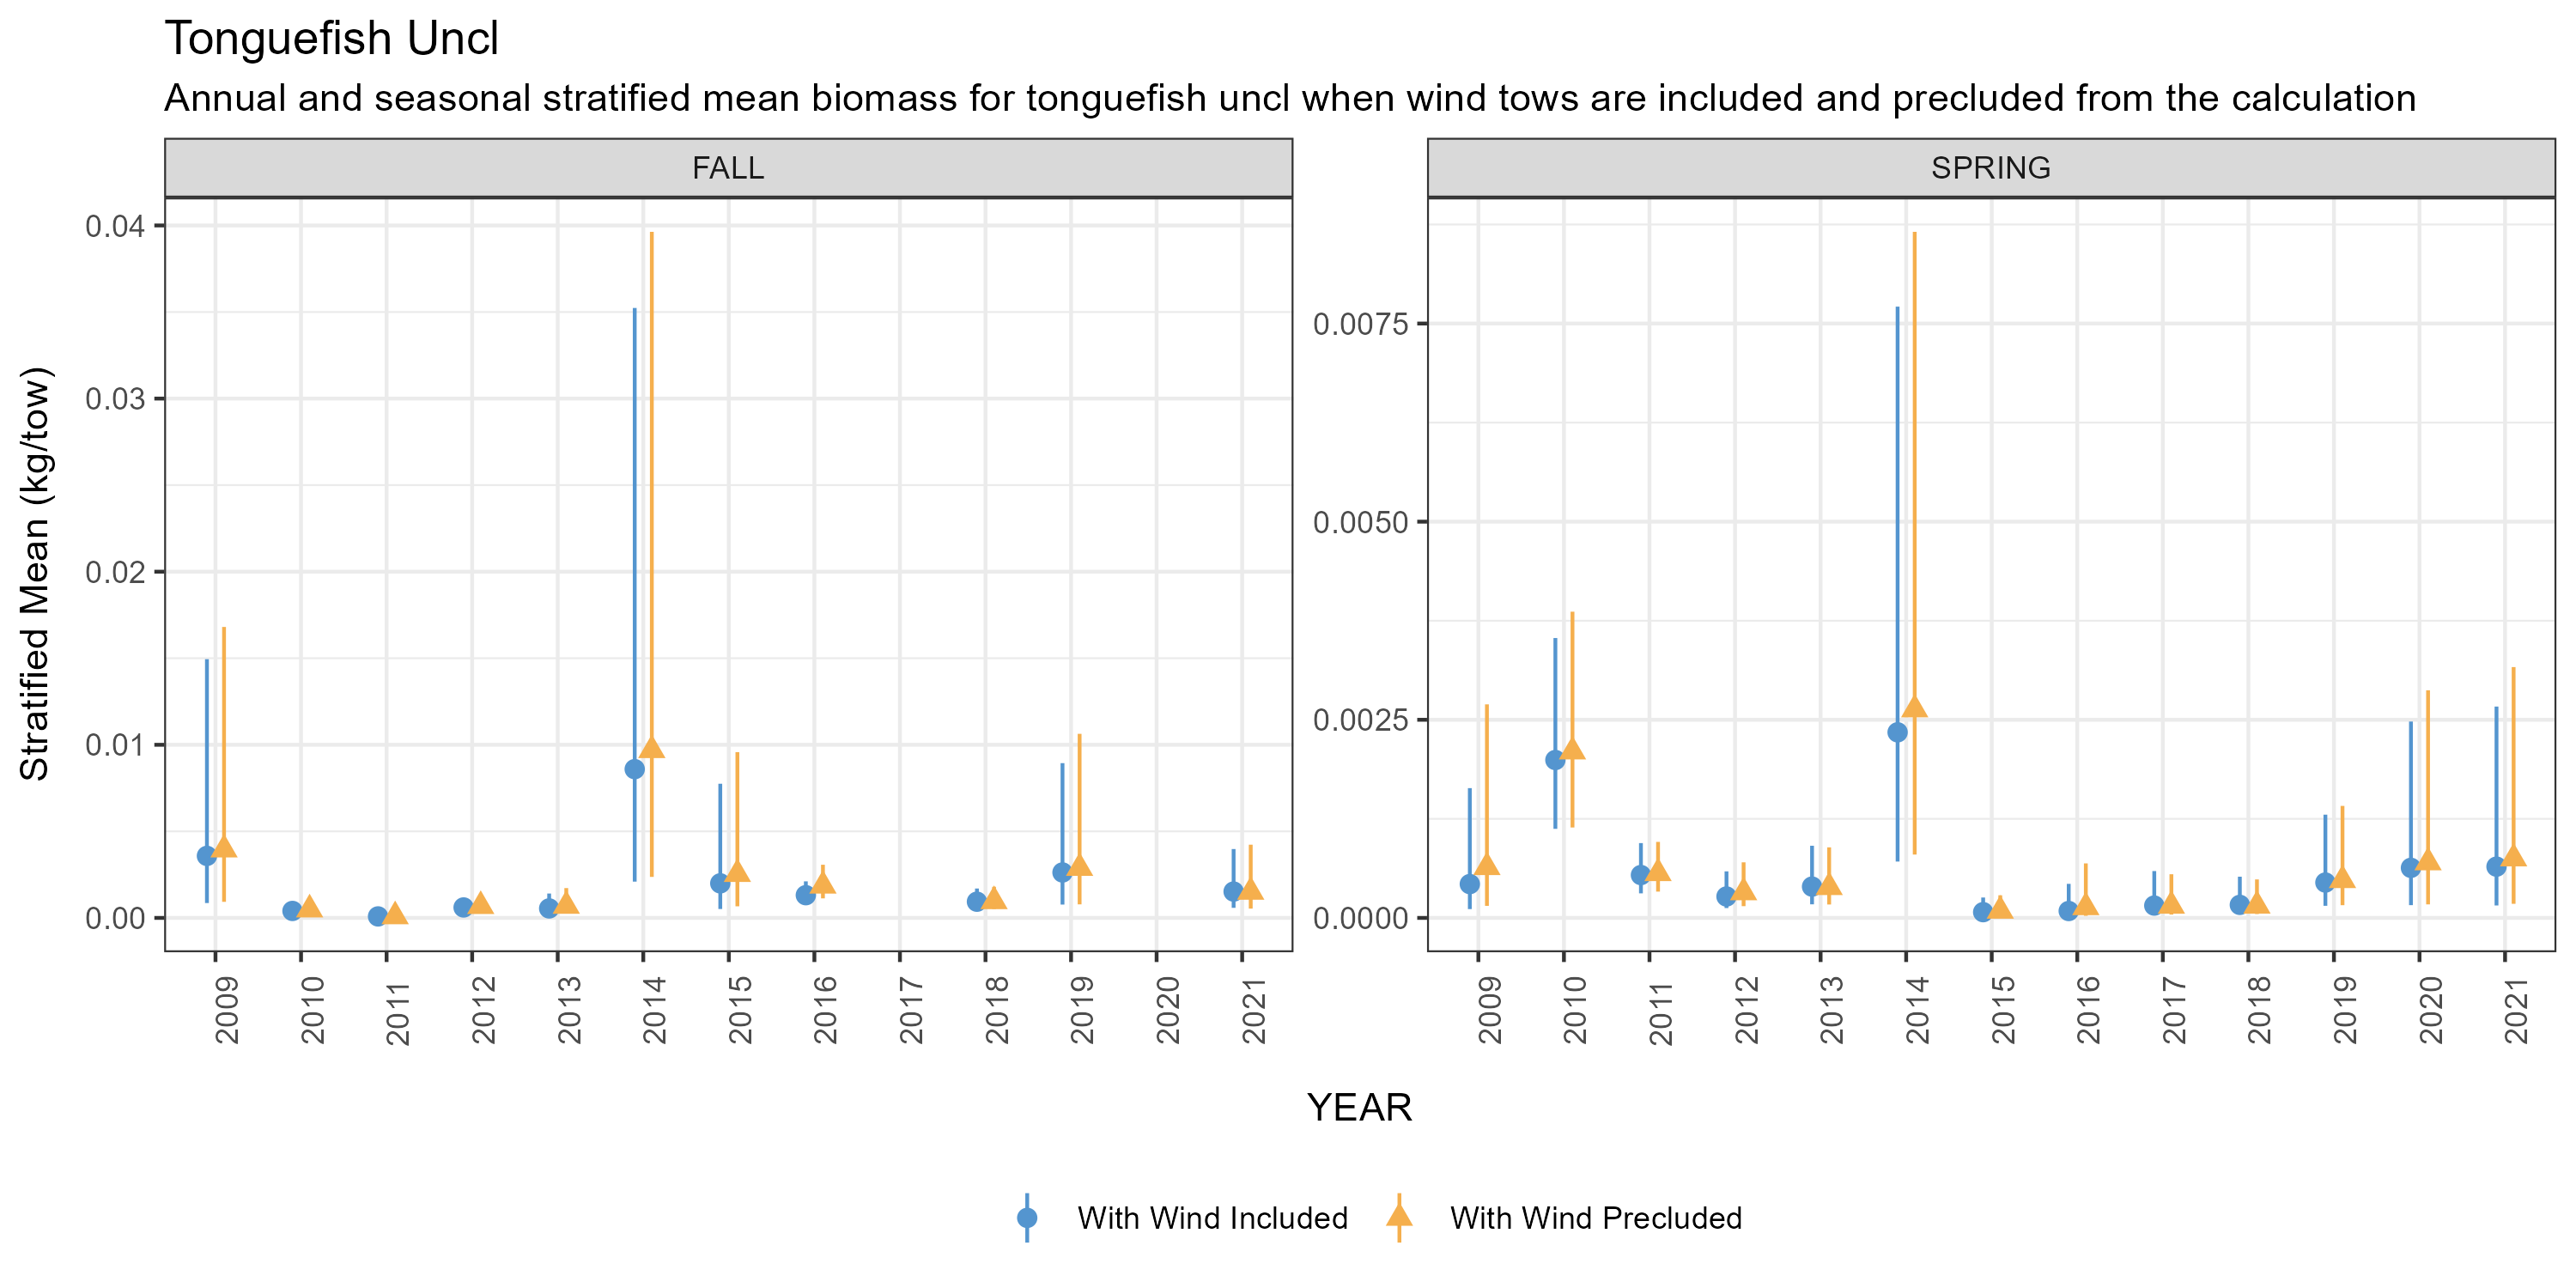 Tonguefish Uncl
Annual and seasonal stratified mean biomass for tonguefish uncl when wind tows are included and precluded from the calculation
FALL
SPRING
Stratified Mean (kg/tow)
0.04
0.03
0.02
0.01
0.00
0.0075
0.0050
0.0025
0.0000
2009 2010 2011 2012 2013 2014 2015 2016 2017 2018 2019 2020 2021
2009 2010 2011 2012 2013 2014 2015 2016 2017 2018 2019 2020 2021
YEAR
With Wind Included
With Wind Precluded